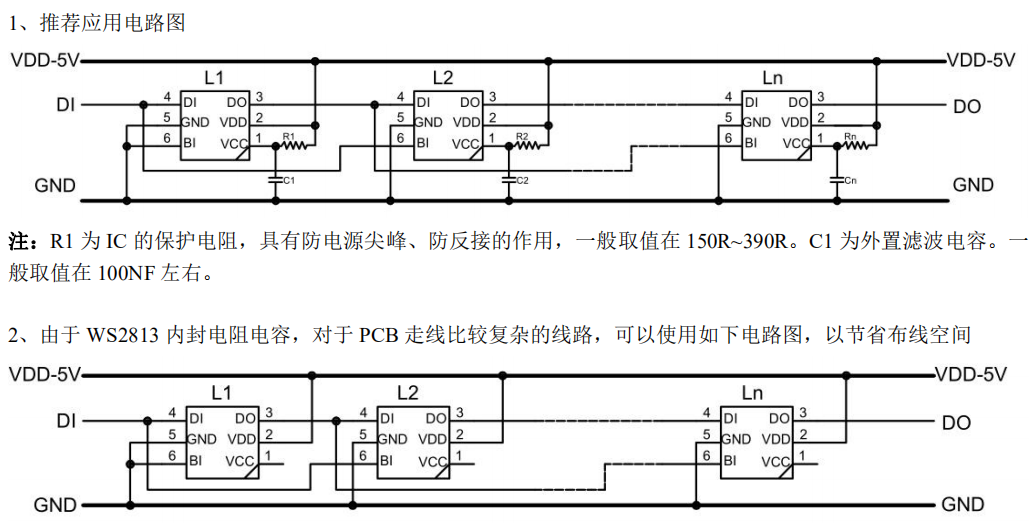 1、推荐应用电路图
VDD-5V VDD-5V
L1 L2 Ln
DI 4 DI DO 3 4 DI DO 3 4 DI DO 3 DO
5 GND VDD 2 5 GND VDD 2 5 GND VDD 2
6 BI VCC 1 R1 6 BI VCC 1 R2 6 BI VCC 1 Rn
C1 C2 Cn
GND GND
注：R1 为 IC 的保护电阻，具有防电源尖峰、防反接的作用，一般取值在 150R~390R。C1 为外置滤波电容。一
般取值在 100NF 左右。
2、由于 WS2813 内封电阻电容，对于 PCB 走线比较复杂的线路，可以使用如下电路图，以节省布线空间
VDD-5V VDD-5V
L1 L2 Ln
DI 4 DI DO 3 4 DI DO 3 4 DI DO 3 DO
5 GND VDD 2 5 GND VDD 2 5 GND VDD 2
6 BI VCC 1 6 BI VCC 1 6 BI VCC 1
GND GND